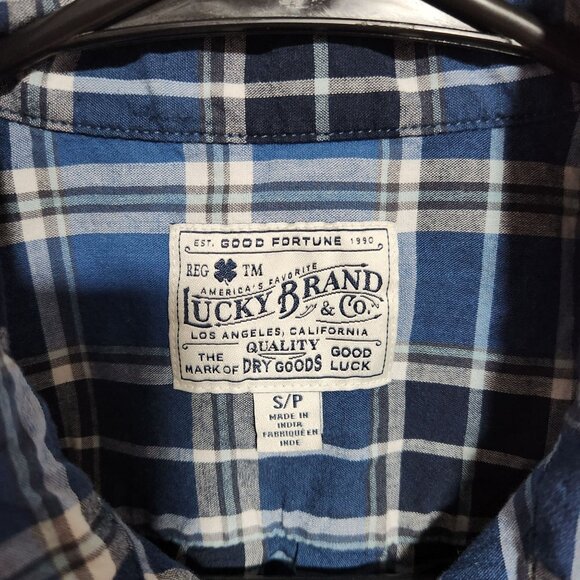 EST. GOOD FORTUNE 1990
REG TM
AMERICA'S FAVORITE
LUCKY BRAND & CO.
LOS ANGELES, CALIFORNIA
QUALITY
THE MARK OF DRY GOODS GOOD LUCK
S/P
MADE IN
INDIA
FABRIQUÉ EN
INDE